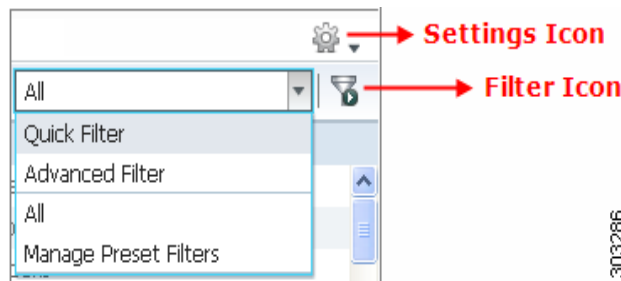 Settings Icon
All
Filter Icon
Quick Filter
Advanced Filter
All
Manage Preset Filters
303286